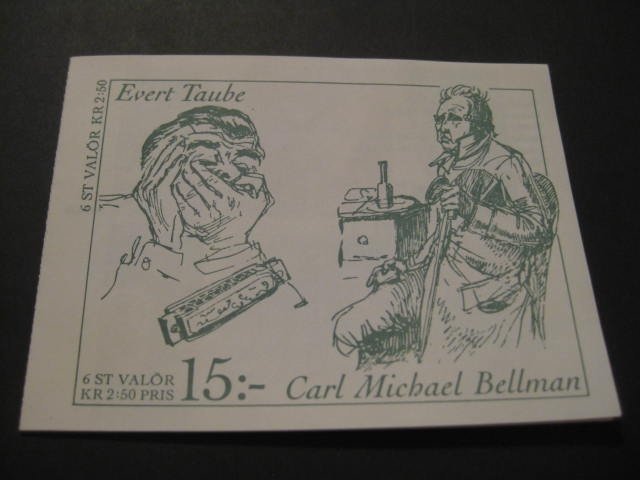 6 ST VALÖR KR 2:50
Evert Taube
6 ST VALÖR
KR 2:50 PRIS
15:-
Carl Michael Bellman